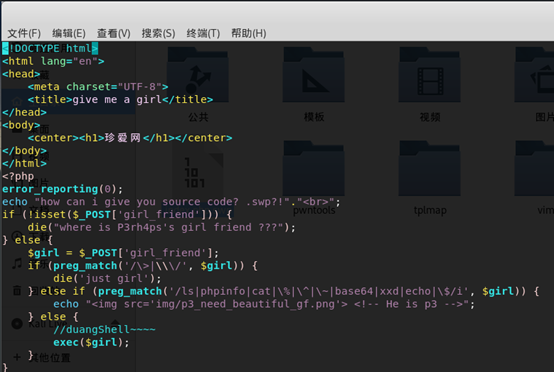 文件(F) 编辑(E) 查看(V) 搜索(S) 终端(T) 帮助(H)
<!DOCTYPE html>
<html lang="en">
<head>
    <meta charset="UTF-8">
    <title>give me a girl</title>
</head>
<body>
    <center><h1>珍爱网</h1></center>
</body>
</html>
<?php
error_reporting(0);
echo "how can i give you source code? .swp?!"."<br>";
if (!isset($_POST['girl_friend'])) {
    die("where is P3rh4ps's girl friend ???");
} else {
    $girl = $_POST['girl_friend'];
    if (preg_match('/\>|\\\/', $girl)) {
        die('just girl');
    } else if (preg_match('/ls|phpinfo|cat|\%|\^|\~|base64|xxd|echo|\$/i', $girl)) {
        echo "<img src='img/p3_need_beautiful_gf.png'> <!-- He is p3 -->";
    } else {
        //duangShell~~~~
        exec($girl);
    }
}
公共
模板
视频
图片
pwntools
tplmap
vim
其他位置